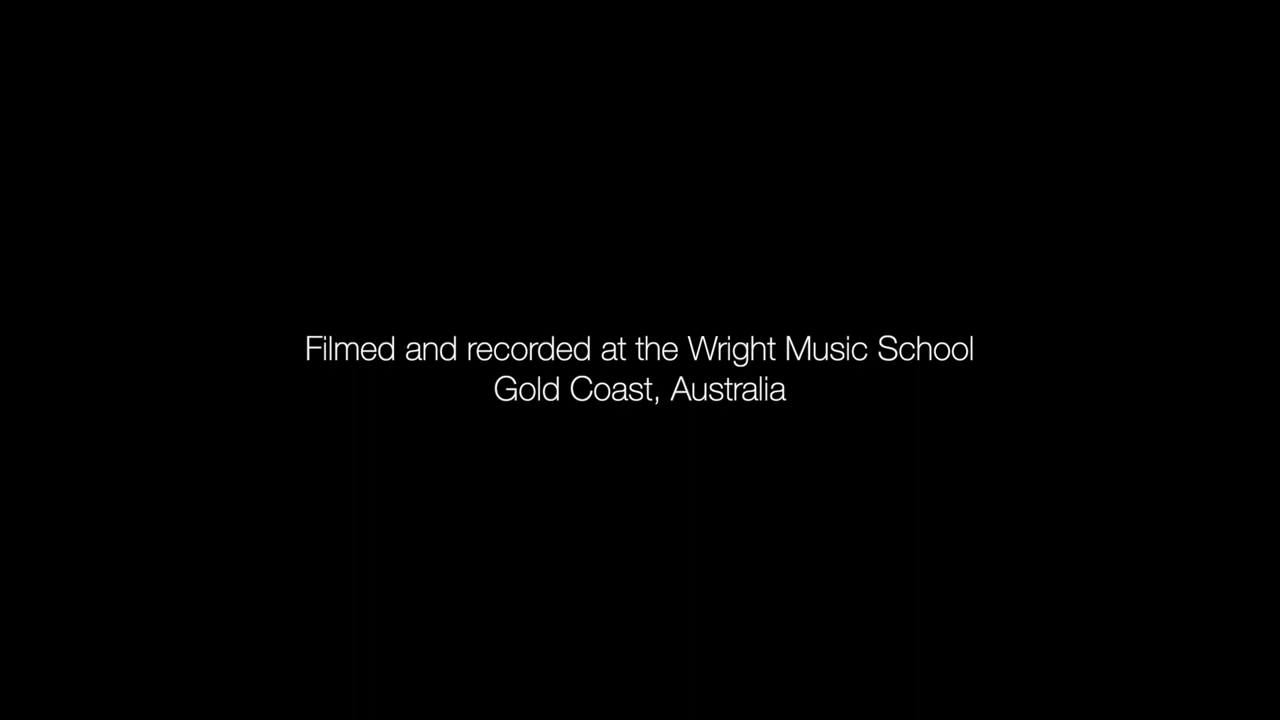 Filmed and recorded at the Wright Music School
Gold Coast, Australia